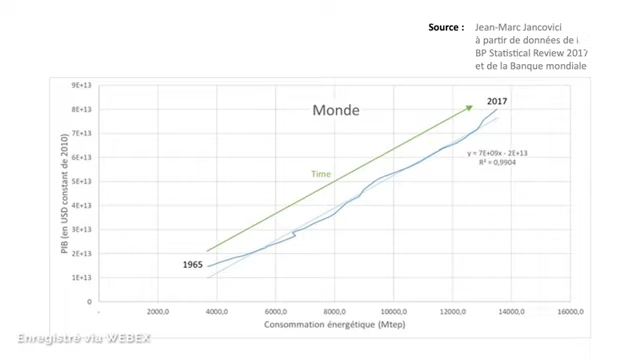 Source : Jean-Marc Jancovici
à partir de données de
BP Statistical Review 2017
et de la Banque mondiale
9E+13
8E+13
7E+13
6E+13
5E+13
4E+13
3E+13
2E+13
1E+13
0
PIB (en USD constant de 2010)
Monde
2017
Time
y = 7E+09x - 2E+13
R² = 0,9904
1965
- 2000,0 4000,0 6000,0 8000,0 10000,0 12000,0 14000,0 16000,0
Consommation énergétique (Mtep)
Enregistré via WEBEX